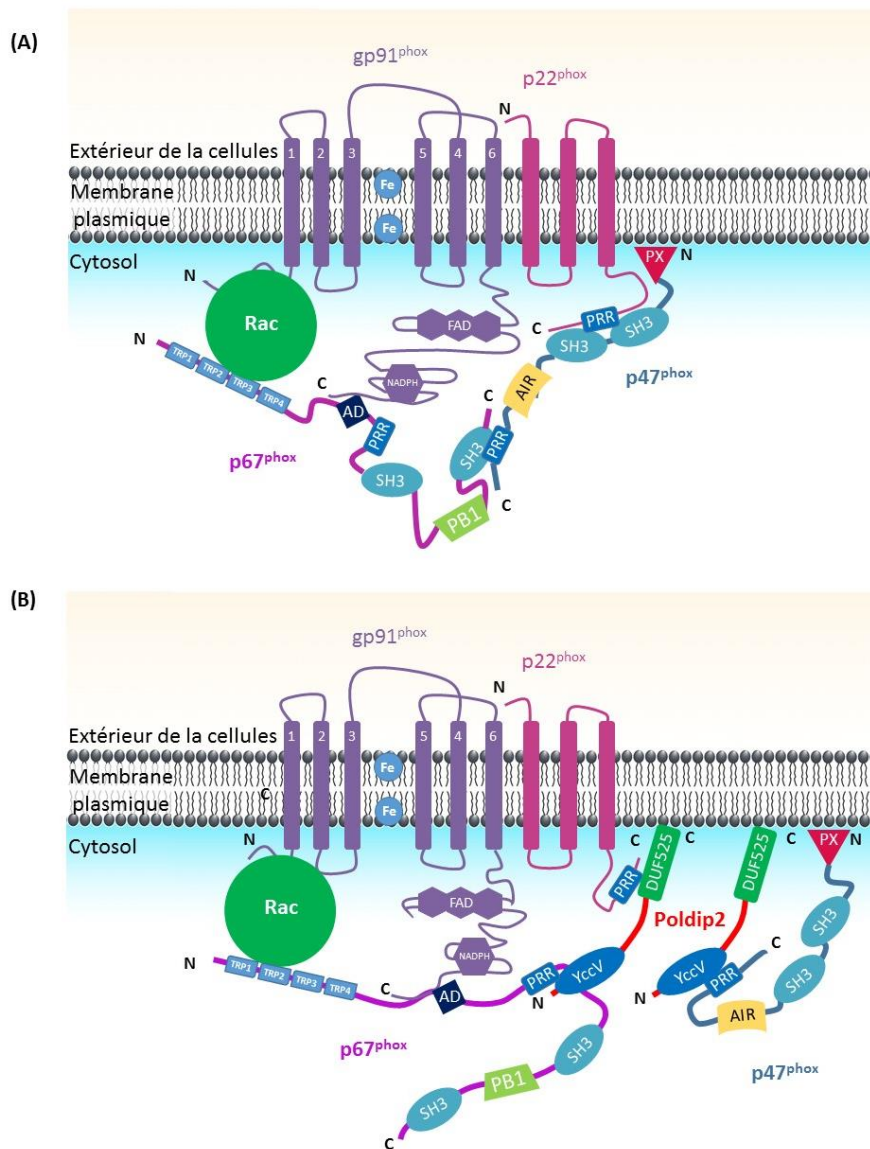 (A)
gp91phox
p22phox
N
Extérieur de la cellules
1 2 3 5 4 6
Membrane
plasmique
Fe
Fe
Cytosol
N
PX N
Rac
FAD
C
PRR
SH3
SH3
N
TRP1
TRP2
TRP3
TRP4
C
NADPH
AIR
p47phox
AD
C
PRR
p67phox
SH3
PRR
SH3
C
PB1
(B)
gp91phox
p22phox
N
Extérieur de la cellules
1 2 3 5 4 6
Membrane
plasmique
C
Fe
Fe
Cytosol
N
C
DUF525
C
DUF525
C
PX N
Rac
FAD
PRR
Poldip2
SH3
NADPH
C
N
TRP1
TRP2
TRP3
TRP4
C
AD
PRR
YccV
N
YccV
PRR
SH3
N
AIR
p67phox
SH3
p47phox
PB1
SH3
C